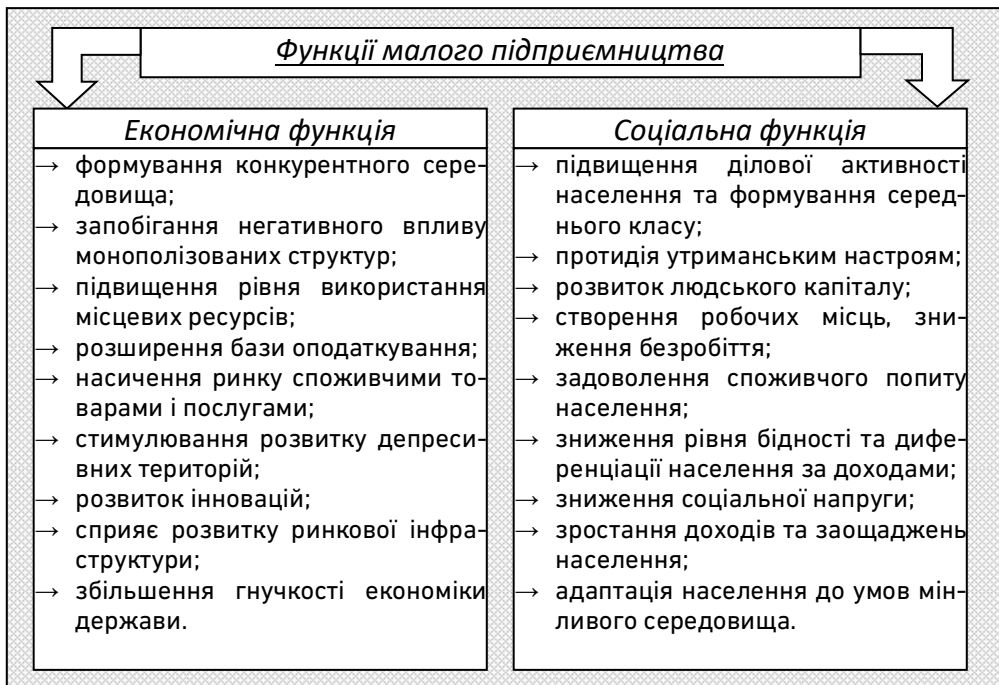 Функції малого підприємництва
Економічна функція
→ формування конкурентного сере-
довища;
→ запобігання негативного впливу
монополізованих структур;
→ підвищення рівня використання
місцевих ресурсів;
→ розширення бази оподаткування;
→ насичення ринку споживчими то-
варами і послугами;
→ стимулювання розвитку депреси-
вних територій;
→ розвиток інновацій;
→ сприяє розвитку ринкової інфра-
структури;
→ збільшення гнучкості економіки
держави.
Соціальна функція
→ підвищення ділової активності
населення та формування серед-
нього класу;
→ протидія утриманським настроям;
→ розвиток людського капіталу;
→ створення робочих місць, зни-
ження безробіття;
→ задоволення споживчого попиту
населення;
→ зниження рівня бідності та дифе-
ренціації населення за доходами;
→ зниження соціальної напруги;
→ зростання доходів та заощаджень
населення;
→ адаптація населення до умов мін-
ливого середовища.